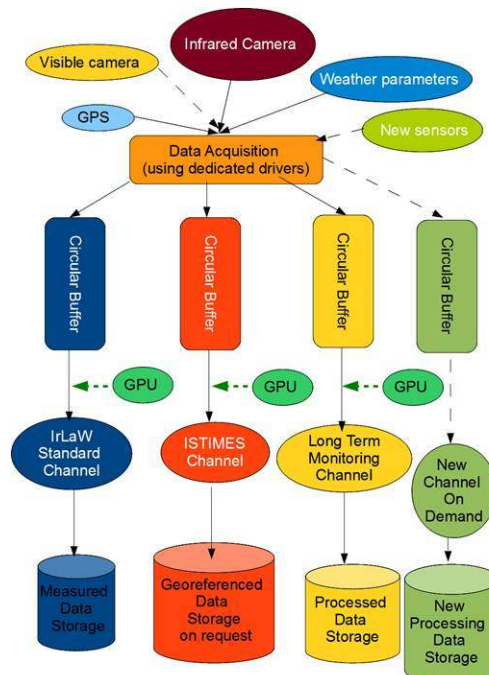 Infrared Camera
Visible camera
Weather parameters
GPS
New sensors
Data Acquisition
(using dedicated drivers)
Circular Buffer
Circular Buffer
Circular Buffer
Circular Buffer
GPU
GPU
GPU
IrLaW
Standard
Channel
ISTIMES
Channel
Long Term
Monitoring
Channel
New
Channel
On
Demand
Measured
Data
Storage
Georeferenced
Data
Storage
on request
Processed
Data
Storage
New
Processing
Data
Storage